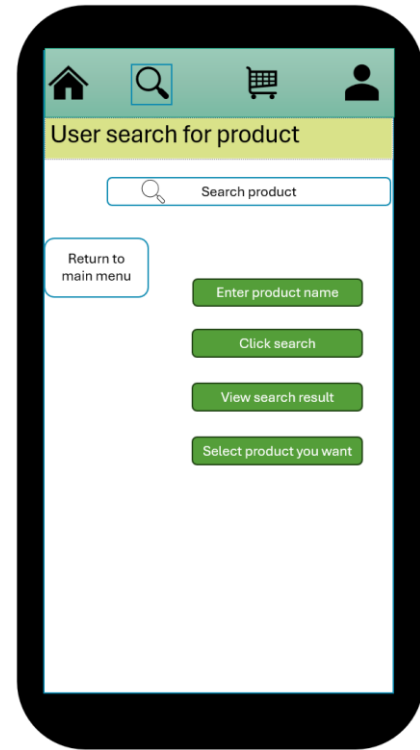 User search for product
Search product
Return to
main menu
Enter product name
Click search
View search result
Select product you want